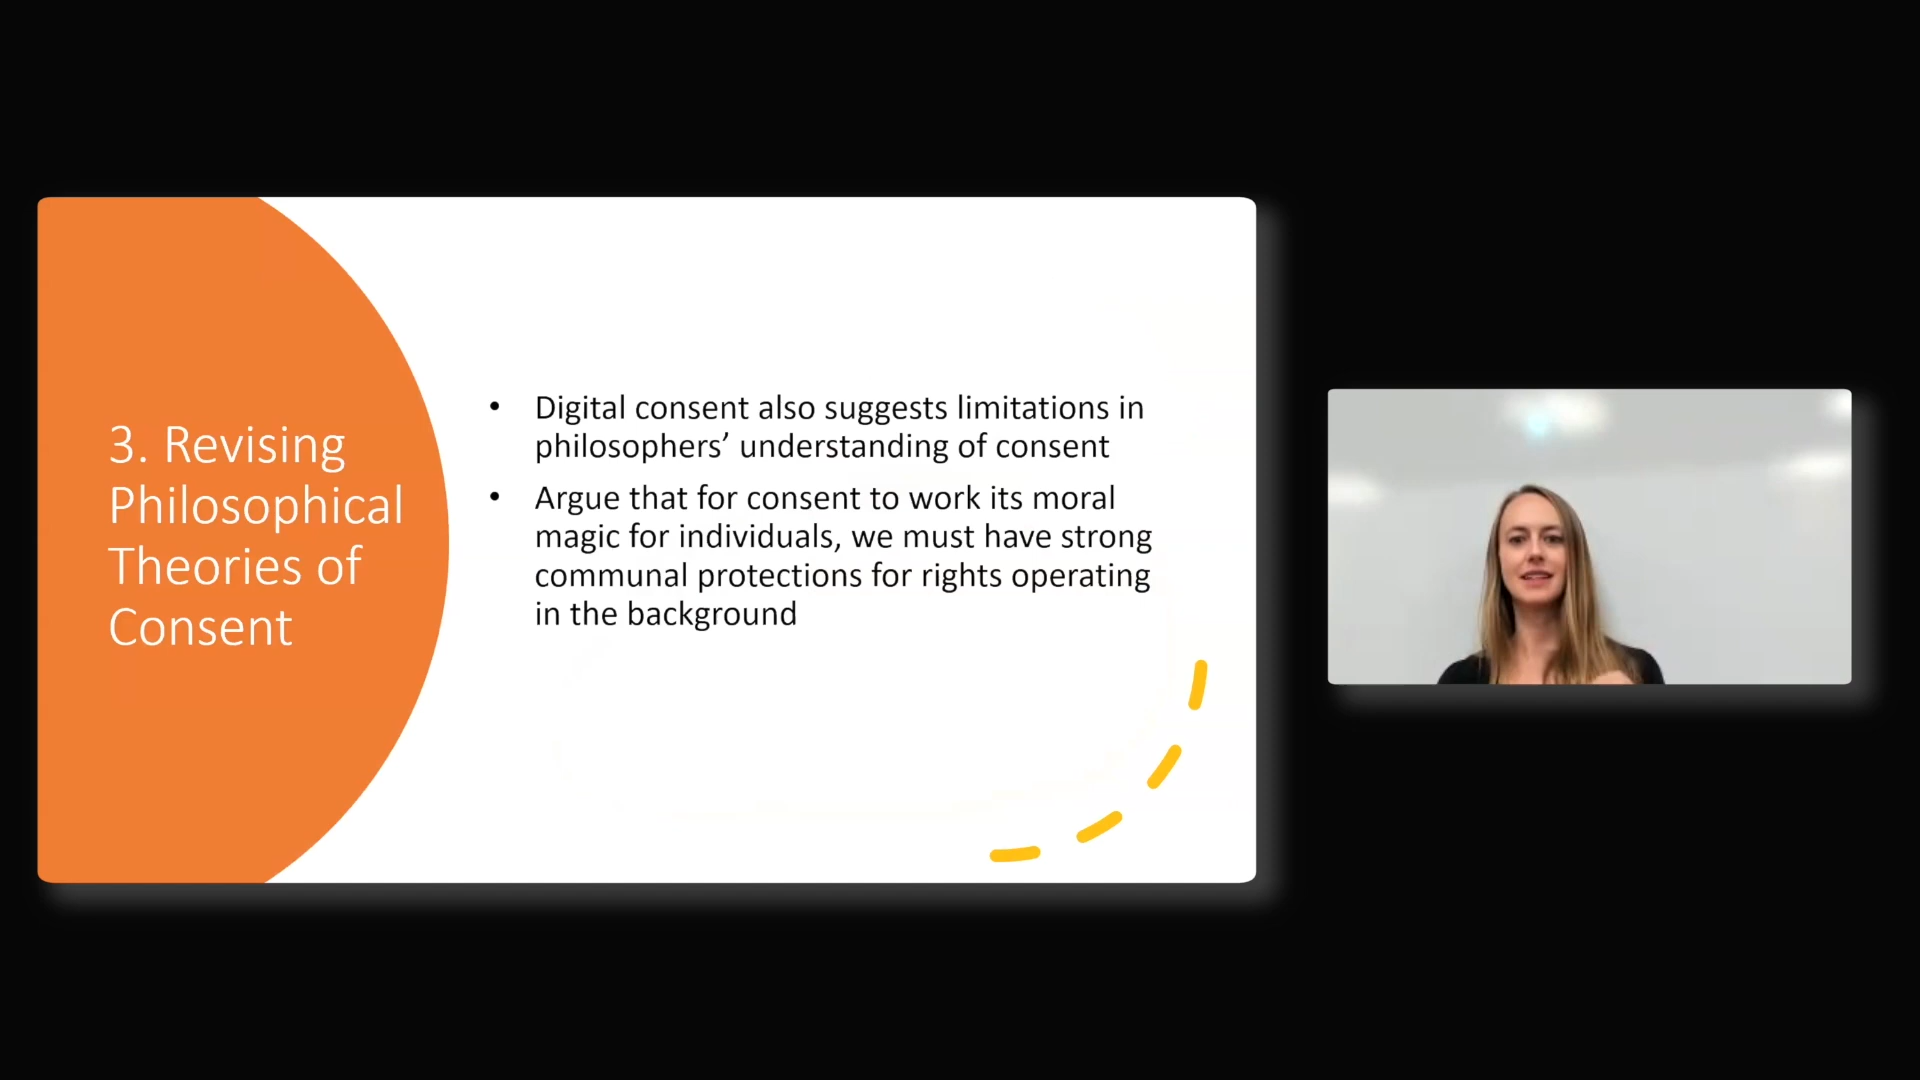 3. Revising
Philosophical
Theories of
Consent
• Digital consent also suggests limitations in
philosophers’ understanding of consent
• Argue that for consent to work its moral
magic for individuals, we must have strong
communal protections for rights operating
in the background